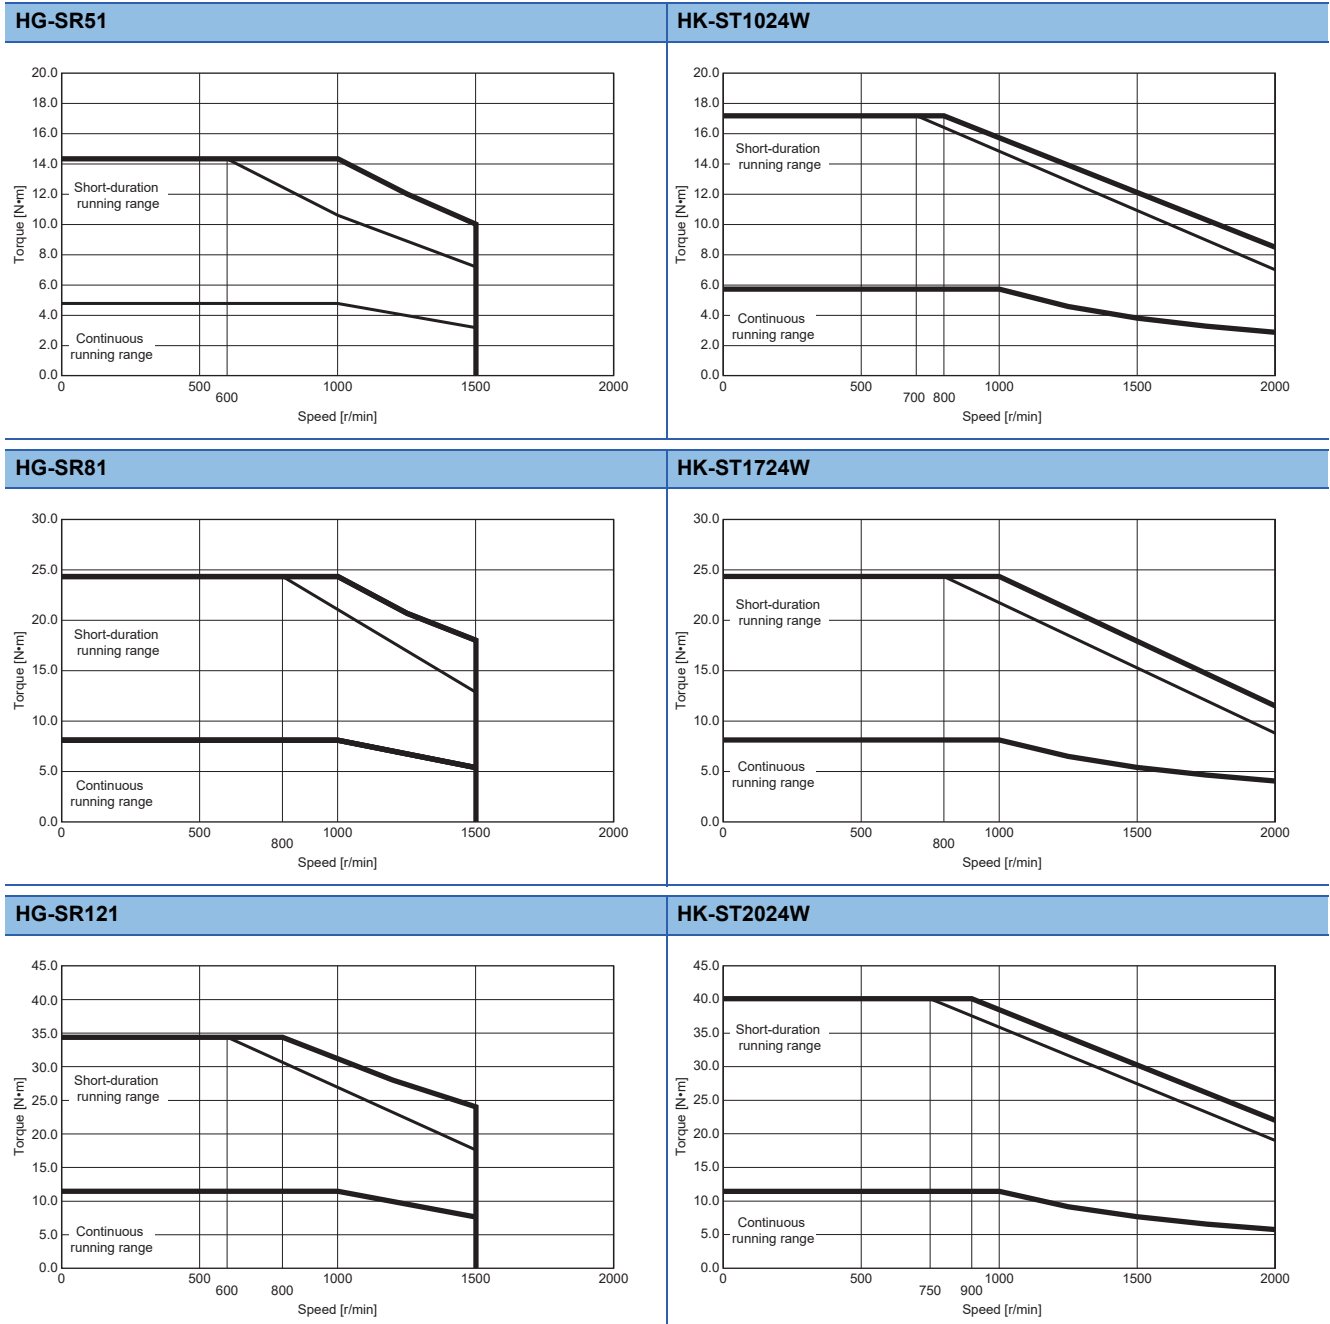 HG-SR51
HK-ST1024W
20.0
18.0
16.0
14.0
12.0
10.0
8.0
6.0
4.0
2.0
0.0
Torque [N•m]
Short-duration
running range
Continuous
running range
0
500
600
1000
1500
2000
Speed [r/min]
20.0
18.0
16.0
14.0
12.0
10.0
8.0
6.0
4.0
2.0
0.0
Torque [N•m]
Short-duration
running range
Continuous
running range
0
500
700
800
1000
1500
2000
Speed [r/min]
HG-SR81
HK-ST1724W
30.0
25.0
20.0
15.0
10.0
5.0
0.0
Torque [N•m]
Short-duration
running range
Continuous
running range
0
500
800
1000
1500
2000
Speed [r/min]
30.0
25.0
20.0
15.0
10.0
5.0
0.0
Torque [N•m]
Short-duration
running range
Continuous
running range
0
500
800
1000
1500
2000
Speed [r/min]
HG-SR121
HK-ST2024W
45.0
40.0
35.0
30.0
25.0
20.0
15.0
10.0
5.0
0.0
Torque [N•m]
Short-duration
running range
Continuous
running range
0
500
600
800
1000
1500
2000
Speed [r/min]
45.0
40.0
35.0
30.0
25.0
20.0
15.0
10.0
5.0
0.0
Torque [N•m]
Short-duration
running range
Continuous
running range
0
500
750
900
1000
1500
2000
Speed [r/min]